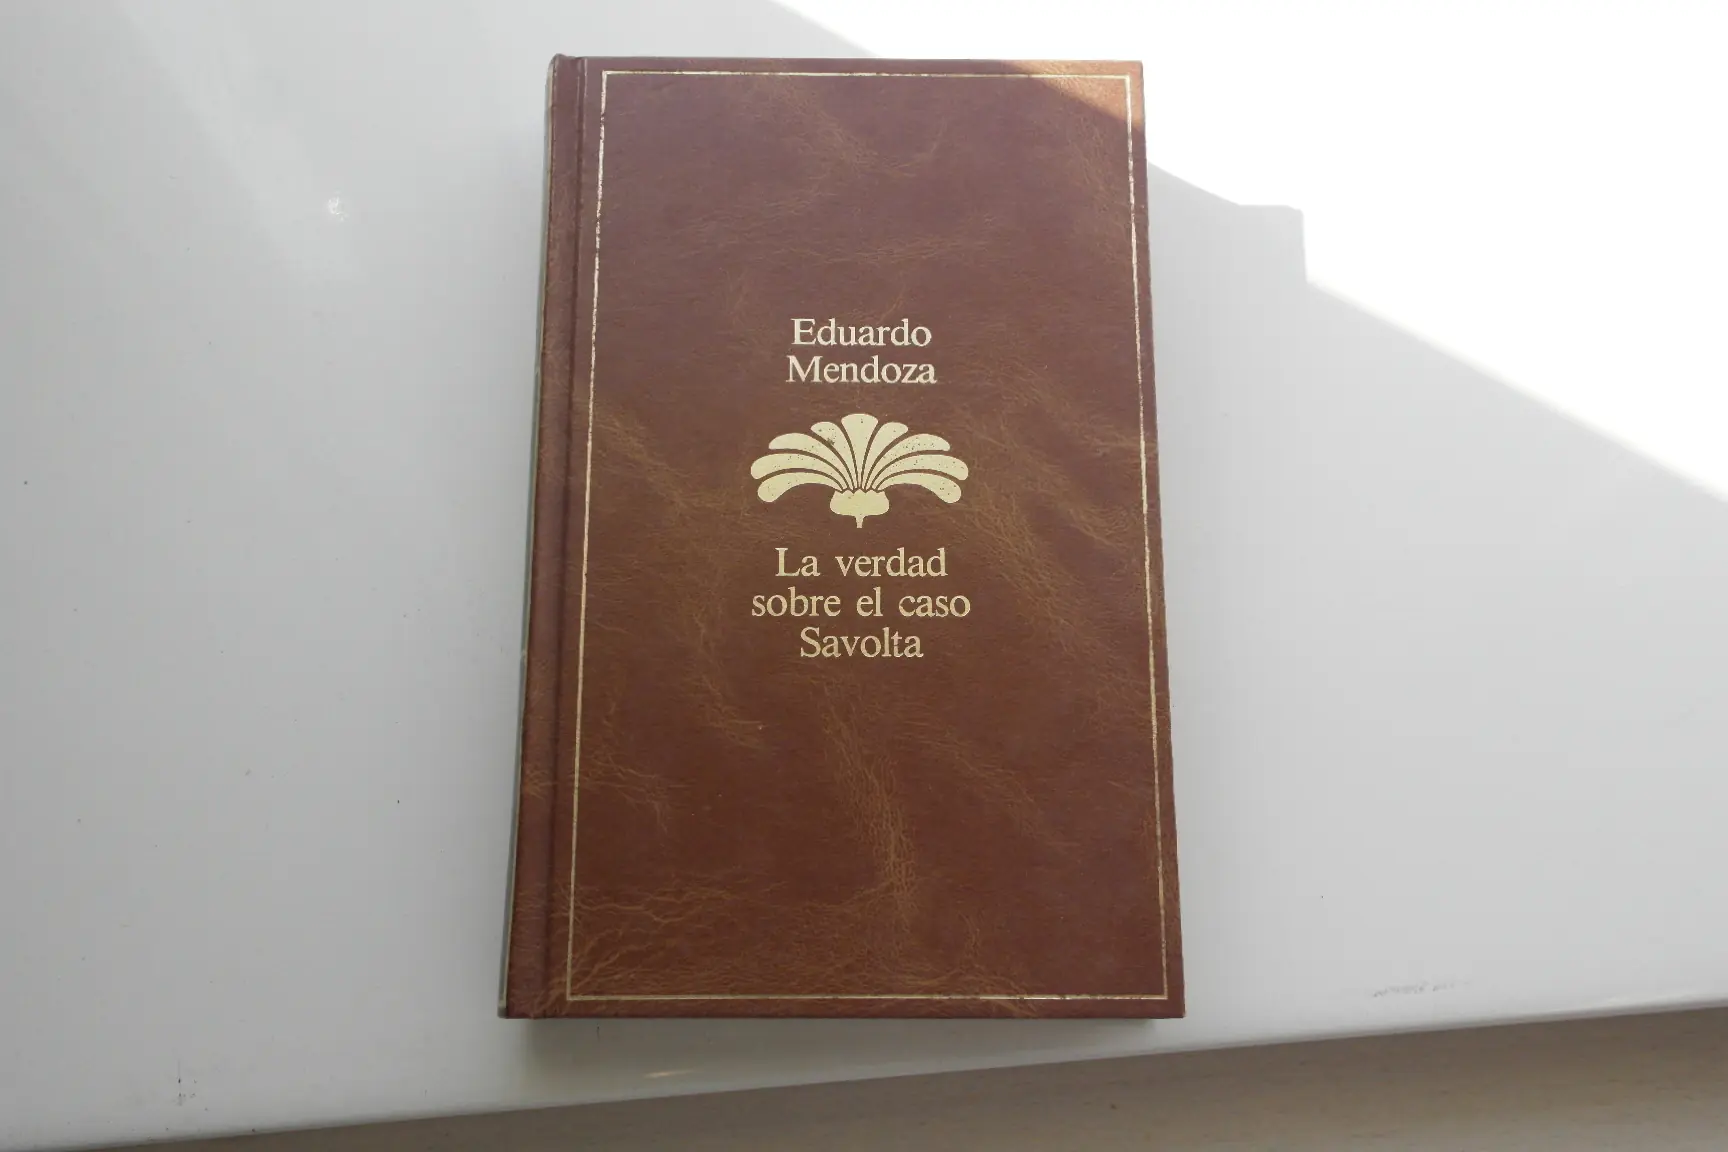 Eduardo
Mendoza
La verdad
sobre el caso
Savolta